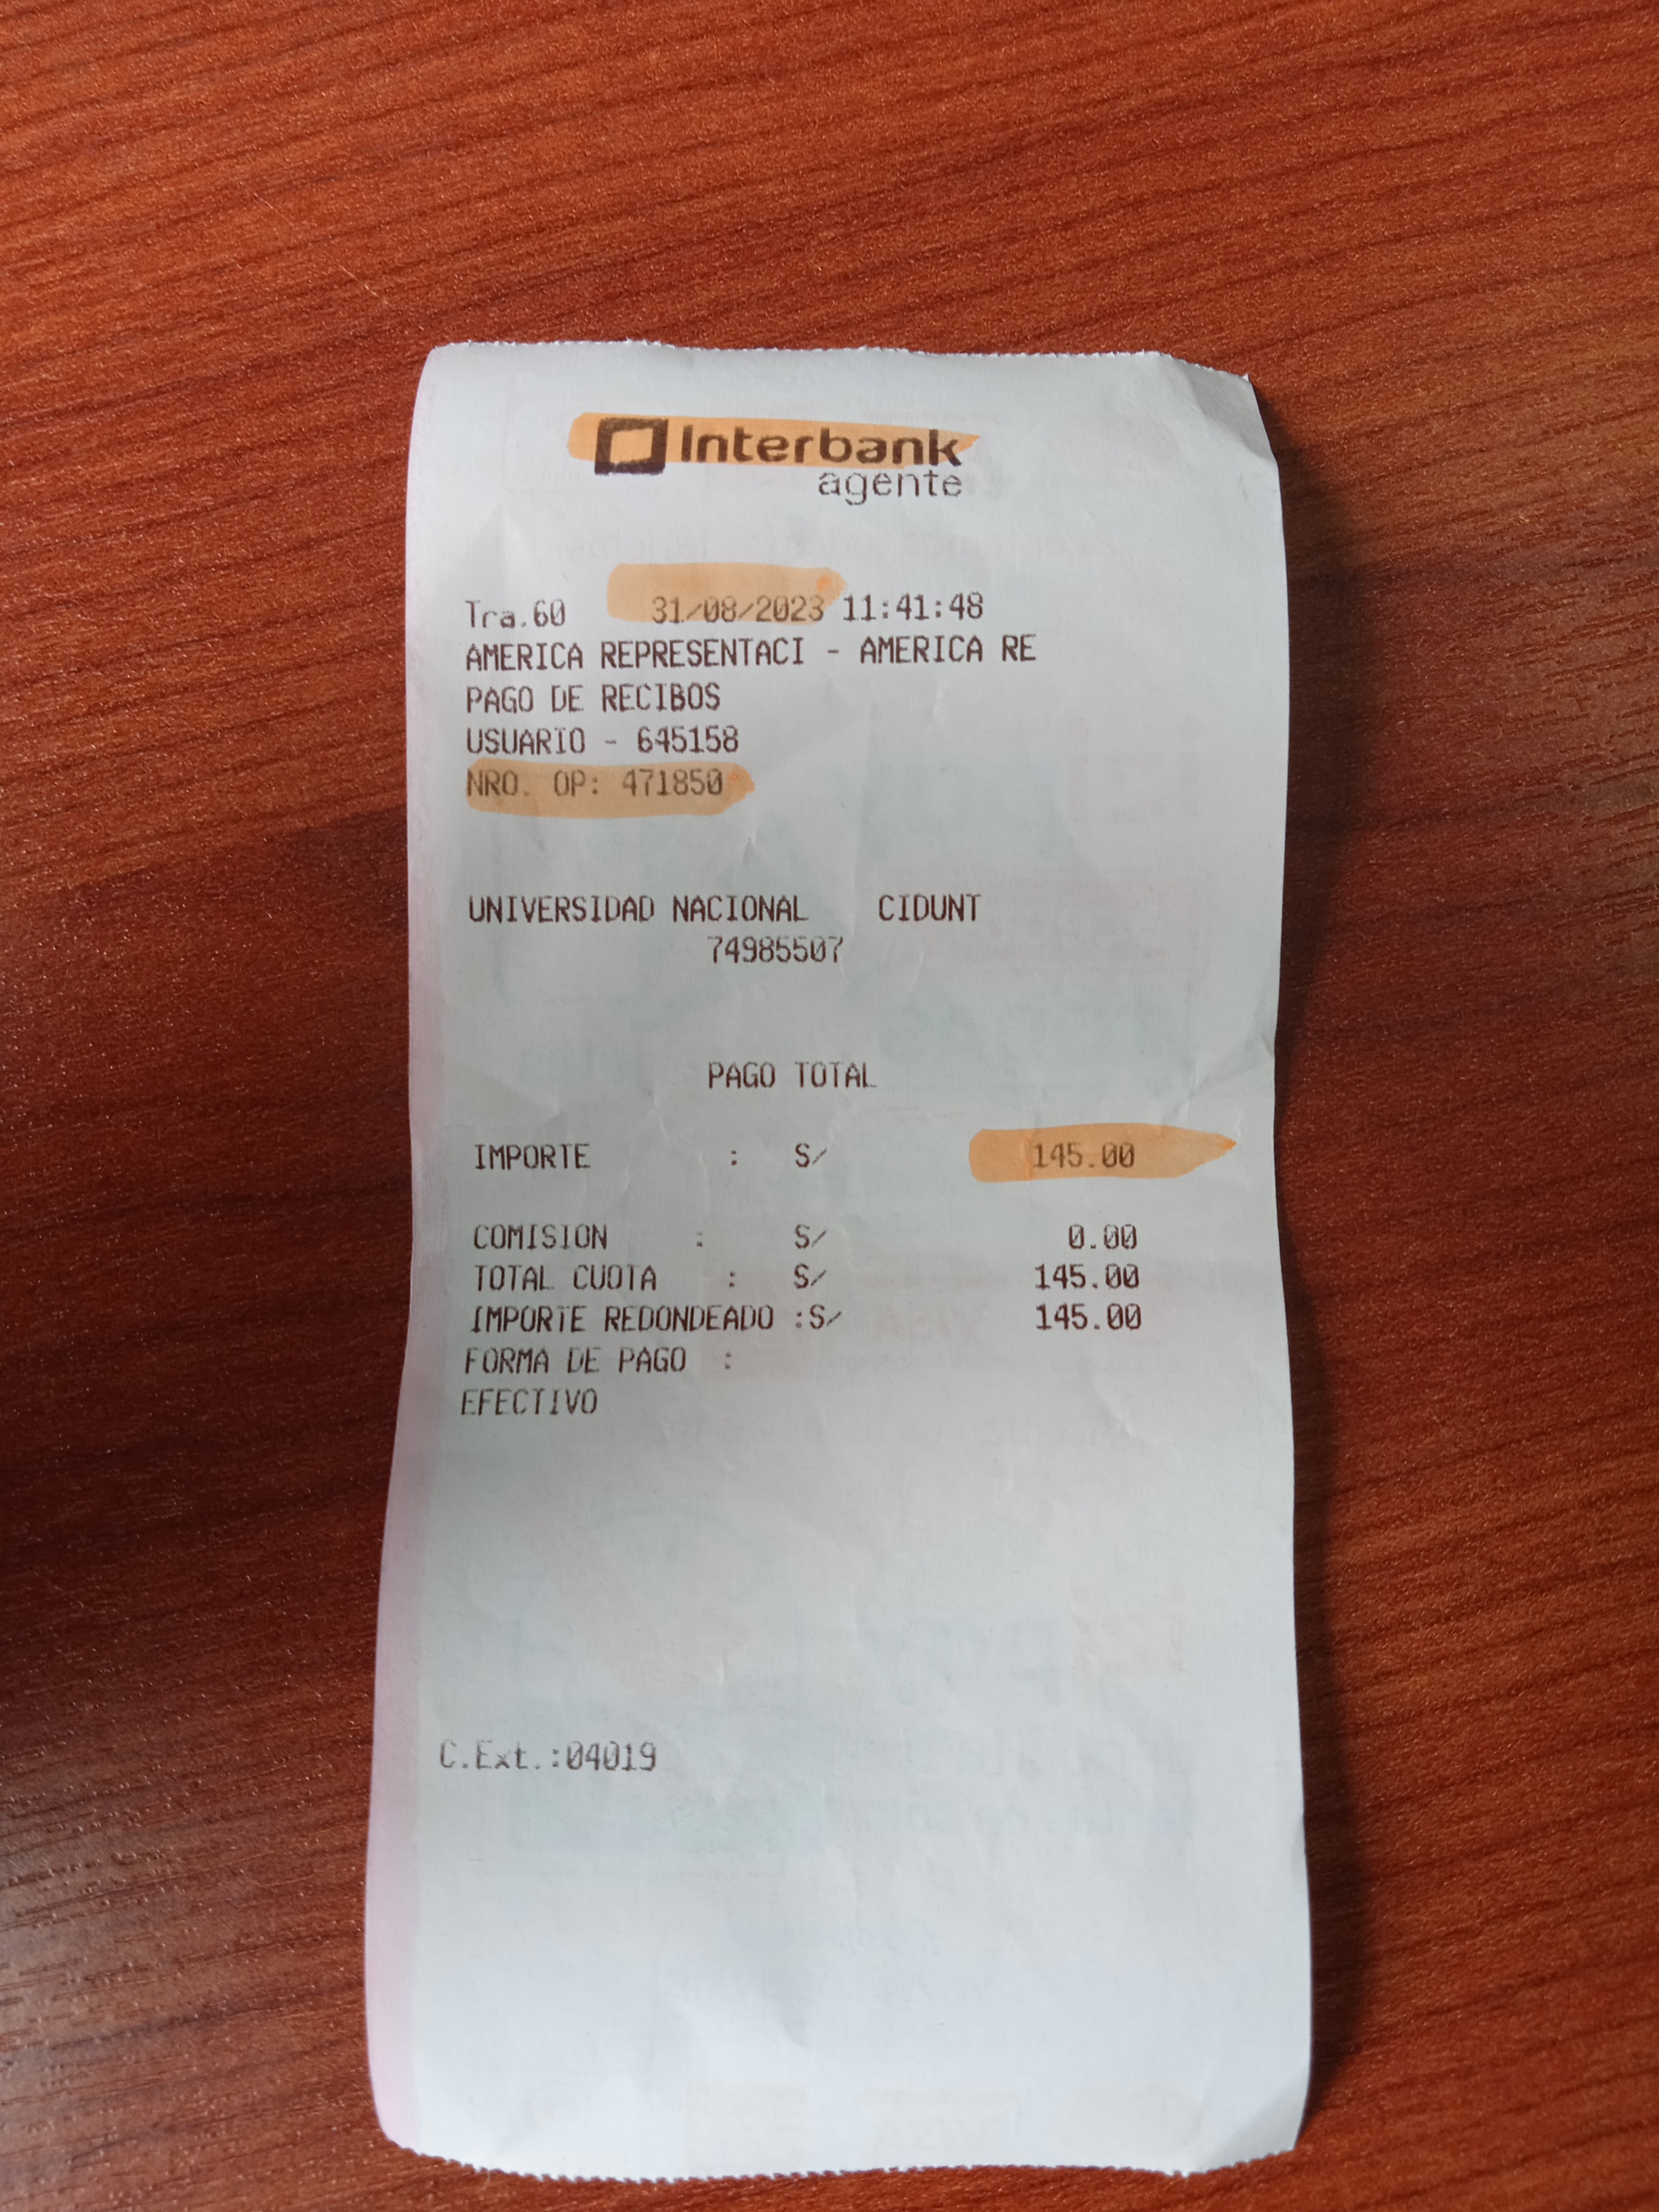 Interbank
agente
Tra.60 31/08/2023 11:41:48
AMERICA REPRESENTACI - AMERICA RE
PAGO DE RECIBOS
USUARIO - 645158
NRO. OP: 471850
UNIVERSIDAD NACIONAL CIDUNT
74985507
PAGO TOTAL
IMPORTE : S/ 145.00
COMISION : S/ 0.00
TOTAL CUOTA : S/ 145.00
IMPORTE REDONDEADO :S/ 145.00
FORMA DE PAGO :
EFECTIVO
C.Ext.:04019